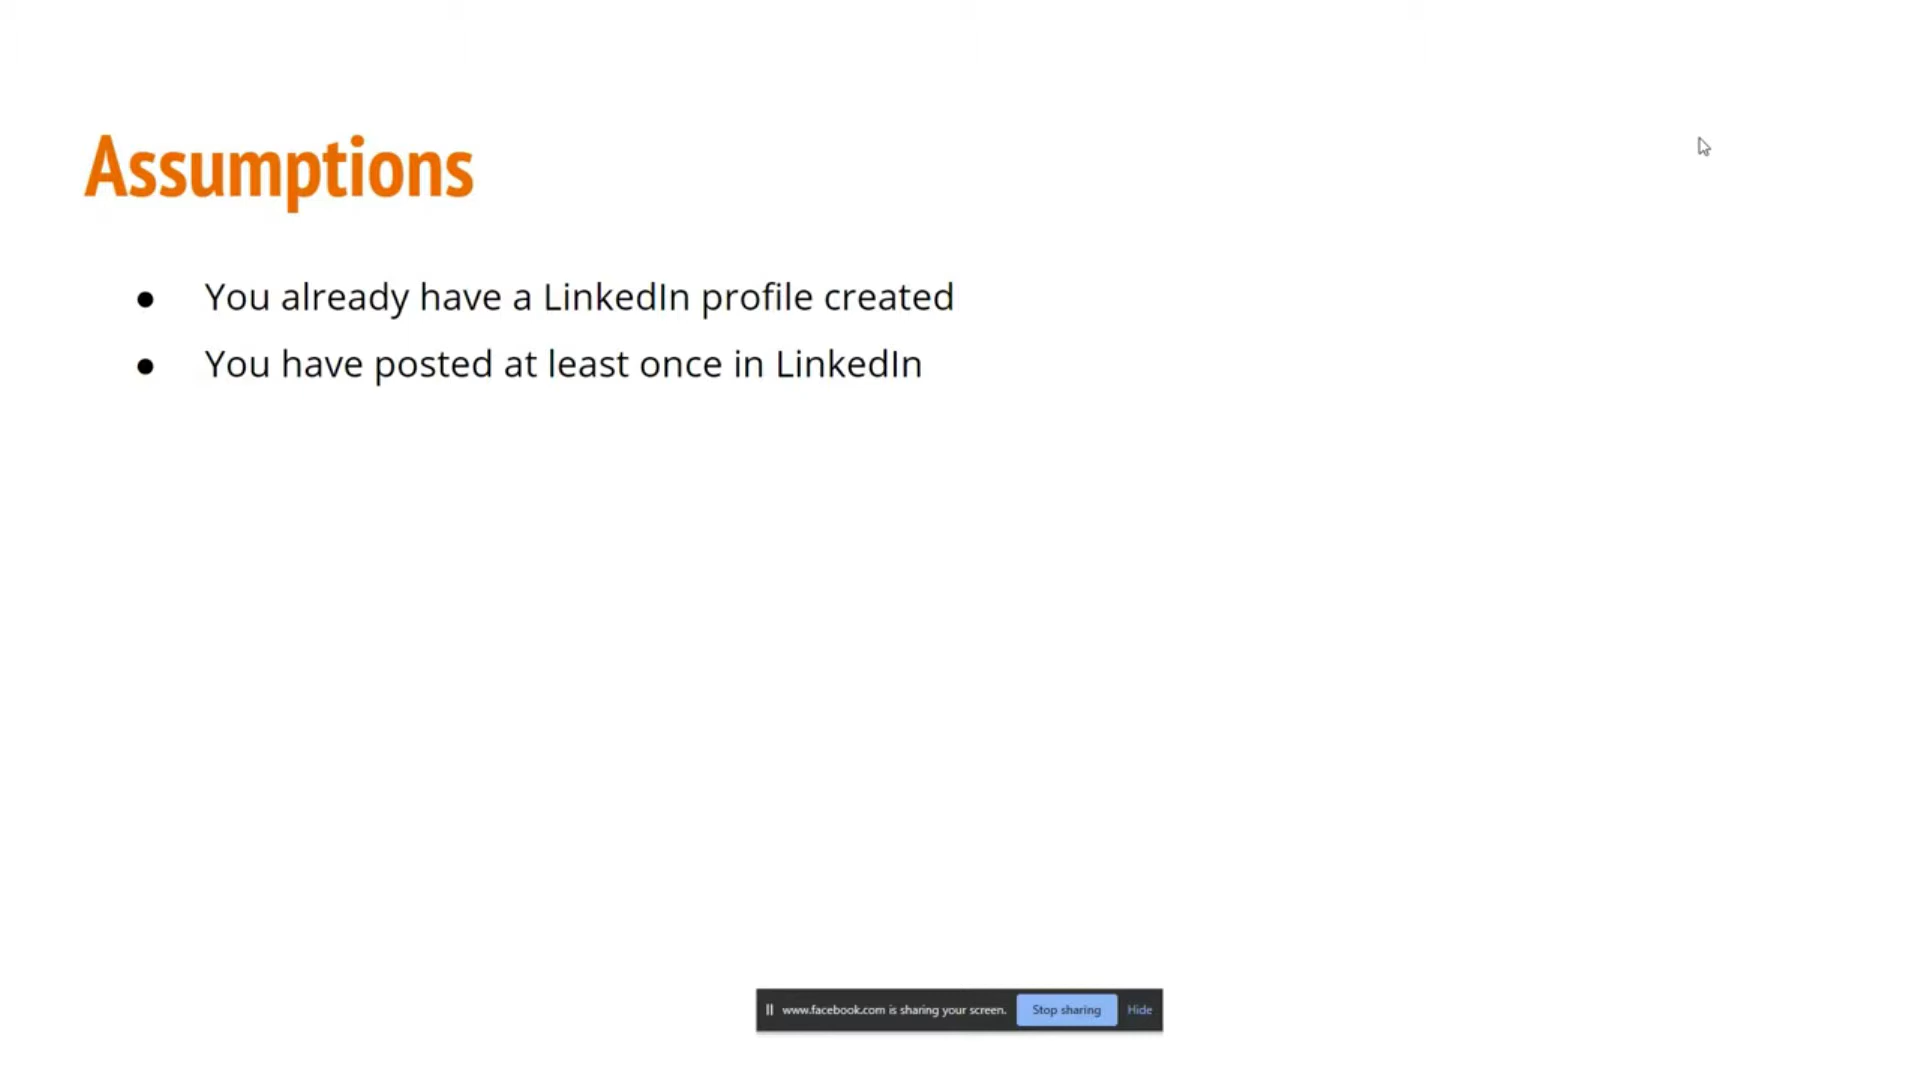 Assumptions
● You already have a LinkedIn profile created
● You have posted at least once in LinkedIn
www.facebook.com is sharing your screen. Stop sharing Hide